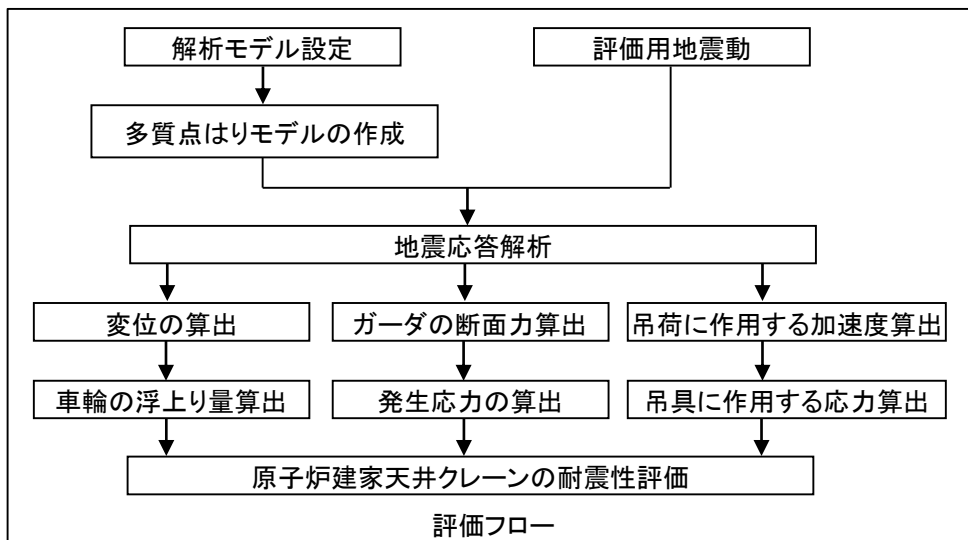 解析モデル設定
評価用地震動
多質点はりモデルの作成
地震応答解析
変位の算出
ガーダの断面力算出
吊荷に作用する加速度算出
車輪の浮上り量算出
発生応力の算出
吊具に作用する応力算出
原子炉建家天井クレーンの耐震性評価
評価フロー